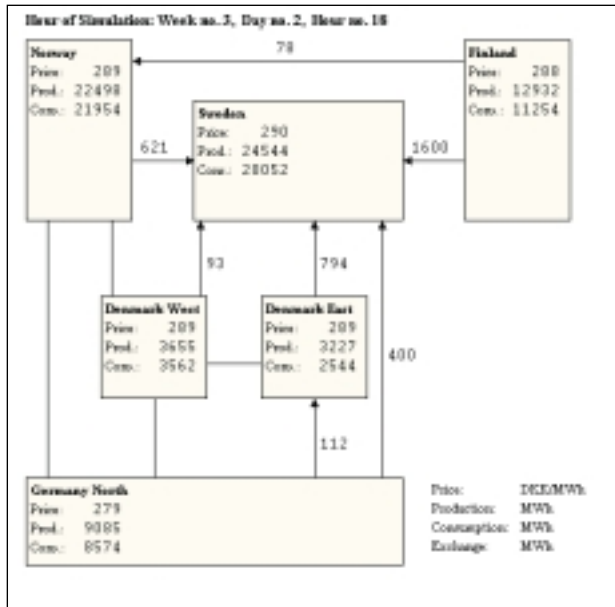 Hour of Simulation: Week no. 3, Day no. 2, Hour no. 18
78
Norway
Price: 289
Prod.: 22498
Cons.: 21954
Finland
Price: 288
Prod.: 12932
Cons.: 11254
Sweden
Price: 290
Prod.: 24544
Cons.: 28052
621
1600
93
794
400
Denmark West
Price: 289
Prod.: 3655
Cons.: 3562
Denmark East
Price: 289
Prod.: 3227
Cons.: 2544
112
Germany North
Price: 279
Prod.: 9085
Cons.: 8574
Price: DKK/MWh
Production: MWh
Consumption: MWh
Exchange: MWh